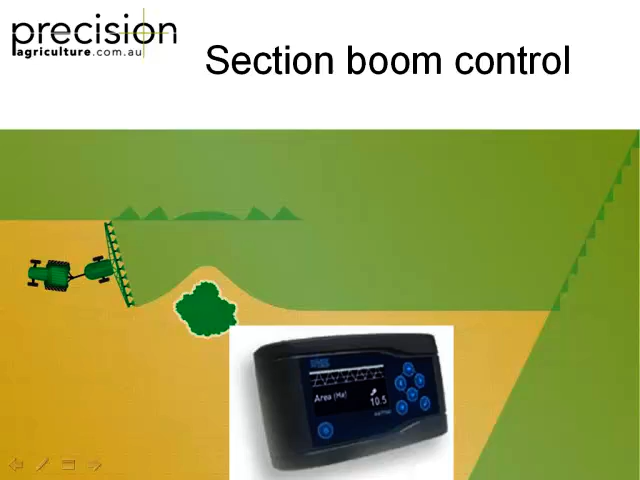 precision
agriculture.com.au
Section boom control
Area (Ha)
10.5